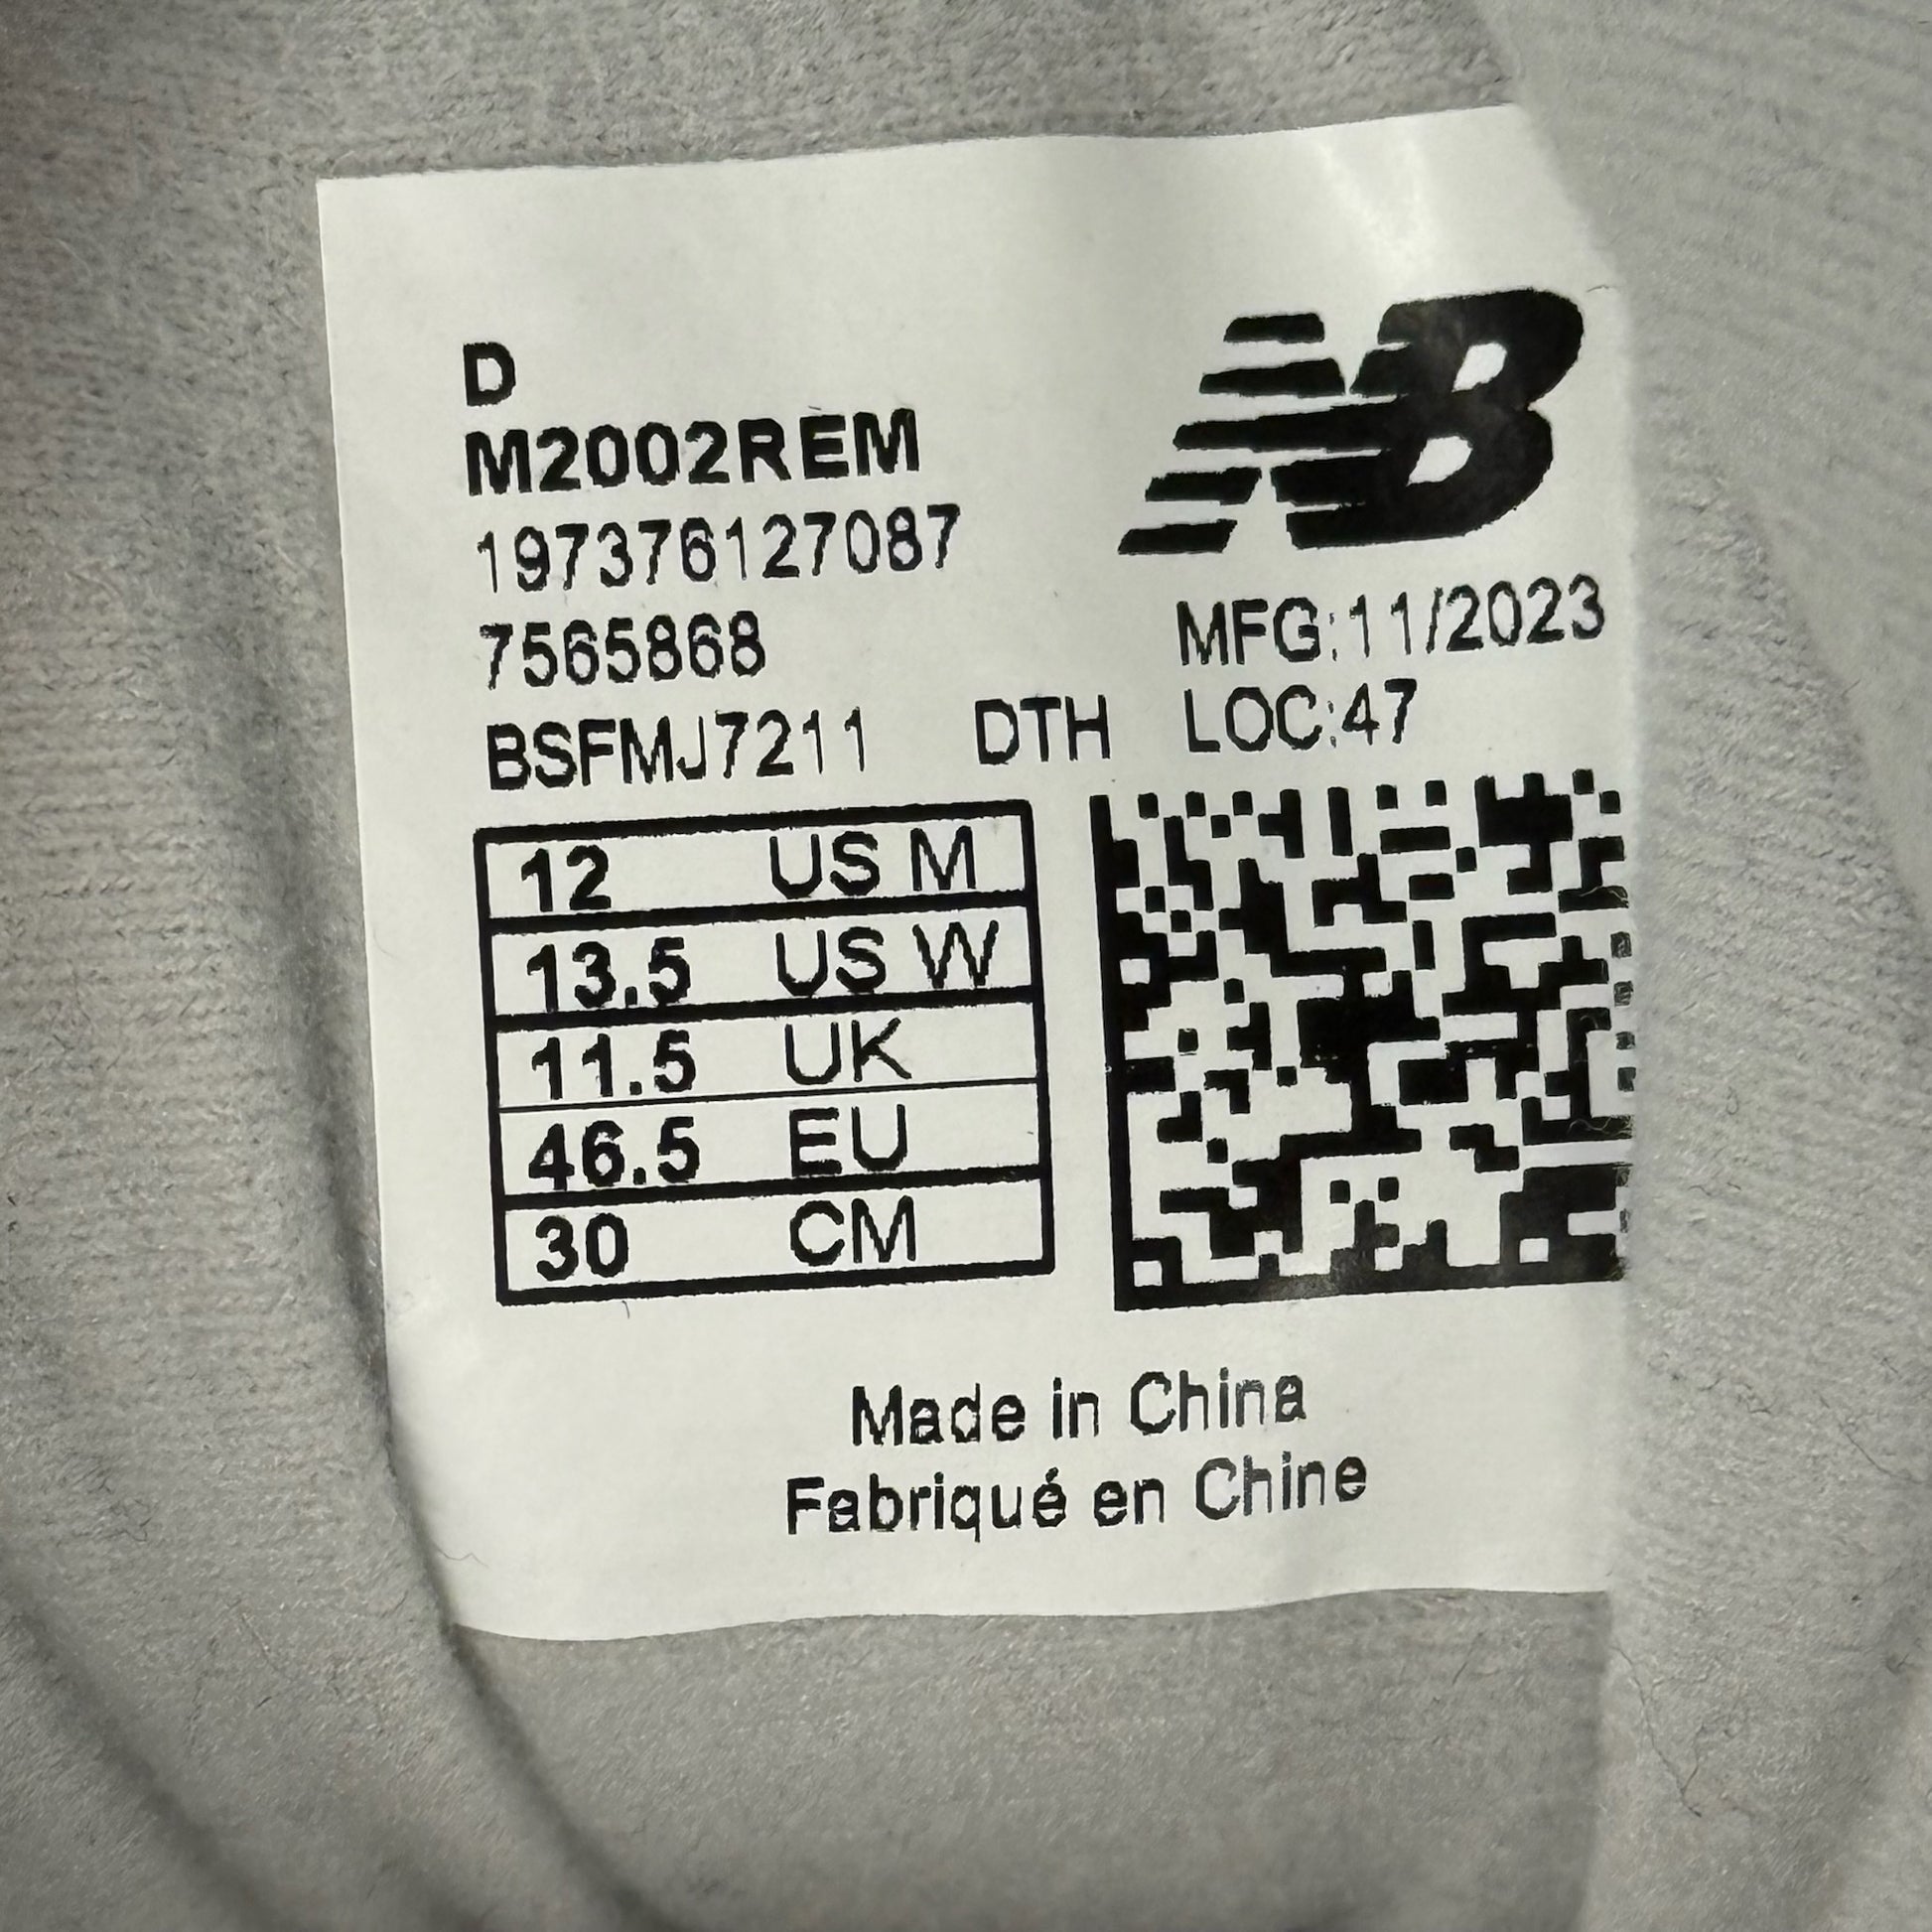 D
M2002REM
197376127087
7565868
BSFMJ7211 DTH
NB
MFG:11/2023
LOC:47
12 US M
13.5 US W
11.5 UK
46.5 EU
30 CM
Made in China
Fabriqué en Chine